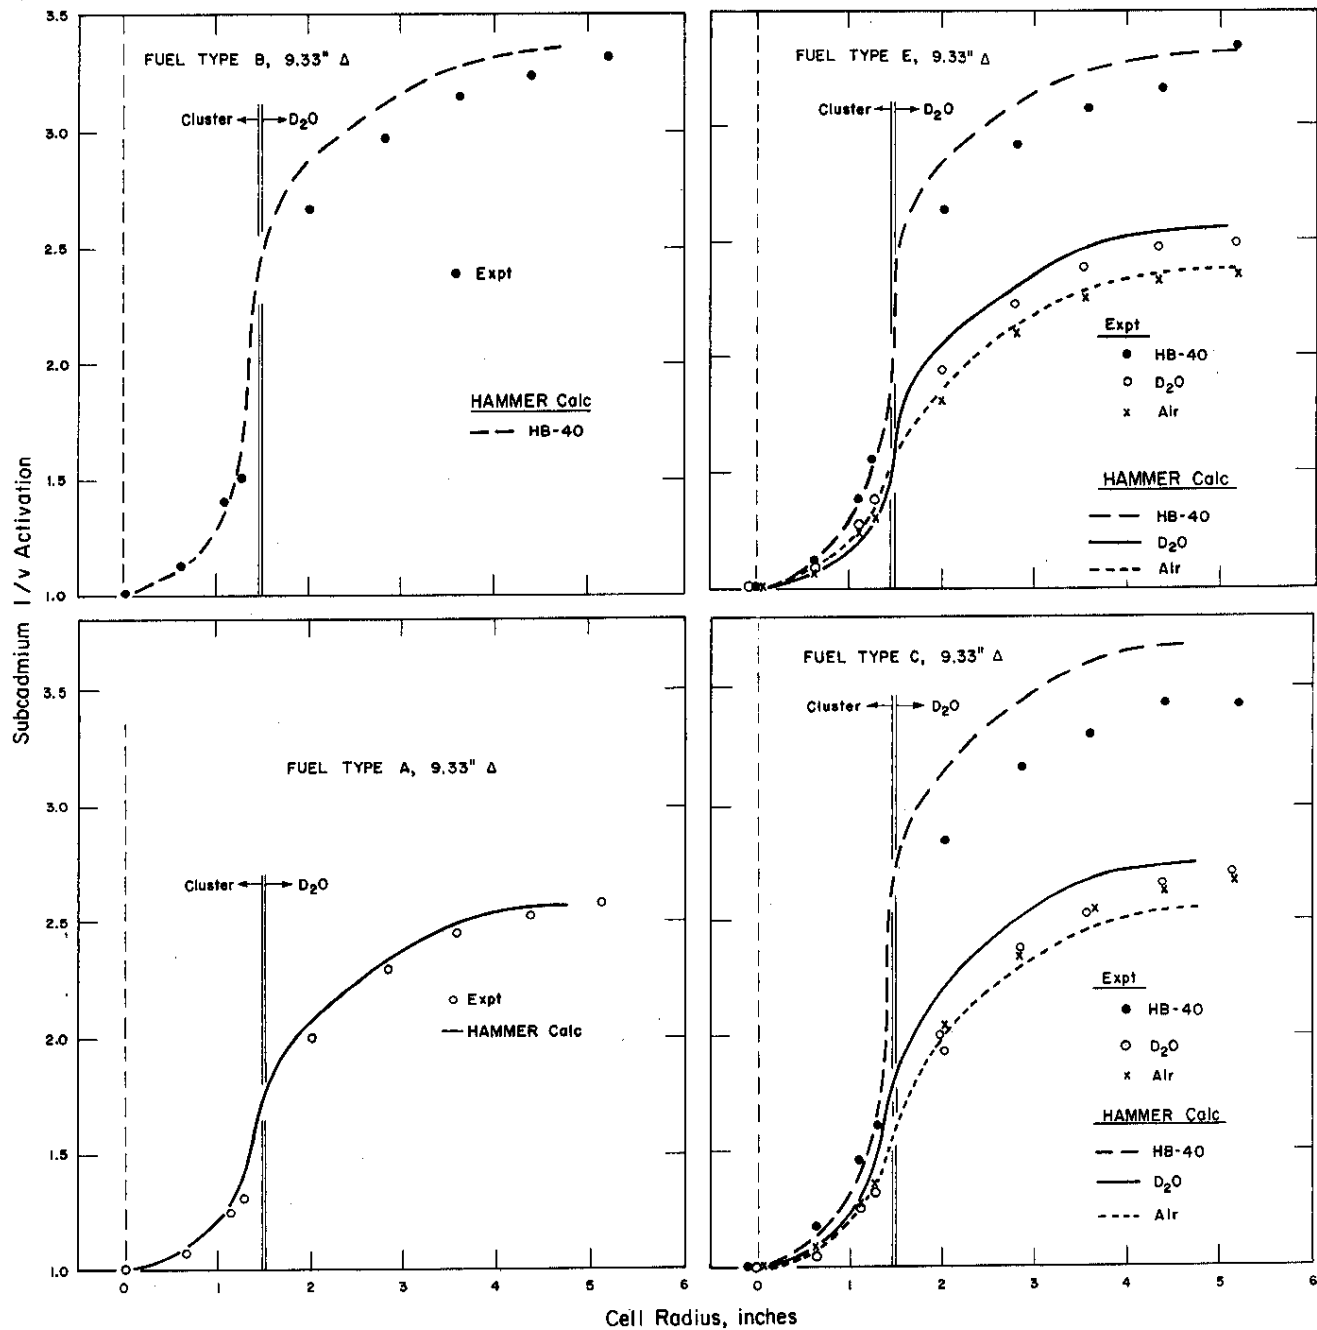 3.5
3.0
2.5
2.0
1.5
1.0
FUEL TYPE B, 9.33" Δ
Cluster D₂O
Expt
HAMMER Calc
HB-40
FUEL TYPE E, 9.33" Δ
Cluster D₂O
Expt
HB-40
D₂O
Air
HAMMER Calc
HB-40
D₂O
Air
Subcadmium 1/v Activation
3.5
3.0
2.5
2.0
1.5
1.0
FUEL TYPE A, 9.33" Δ
Cluster D₂O
Expt
HAMMER Calc
0 1 2 3 4 5 6
FUEL TYPE C, 9.33" Δ
Cluster D₂O
Expt
HB-40
D₂O
Air
HAMMER Calc
HB-40
D₂O
Air
0 1 2 3 4 5 6
Cell Radius, inches